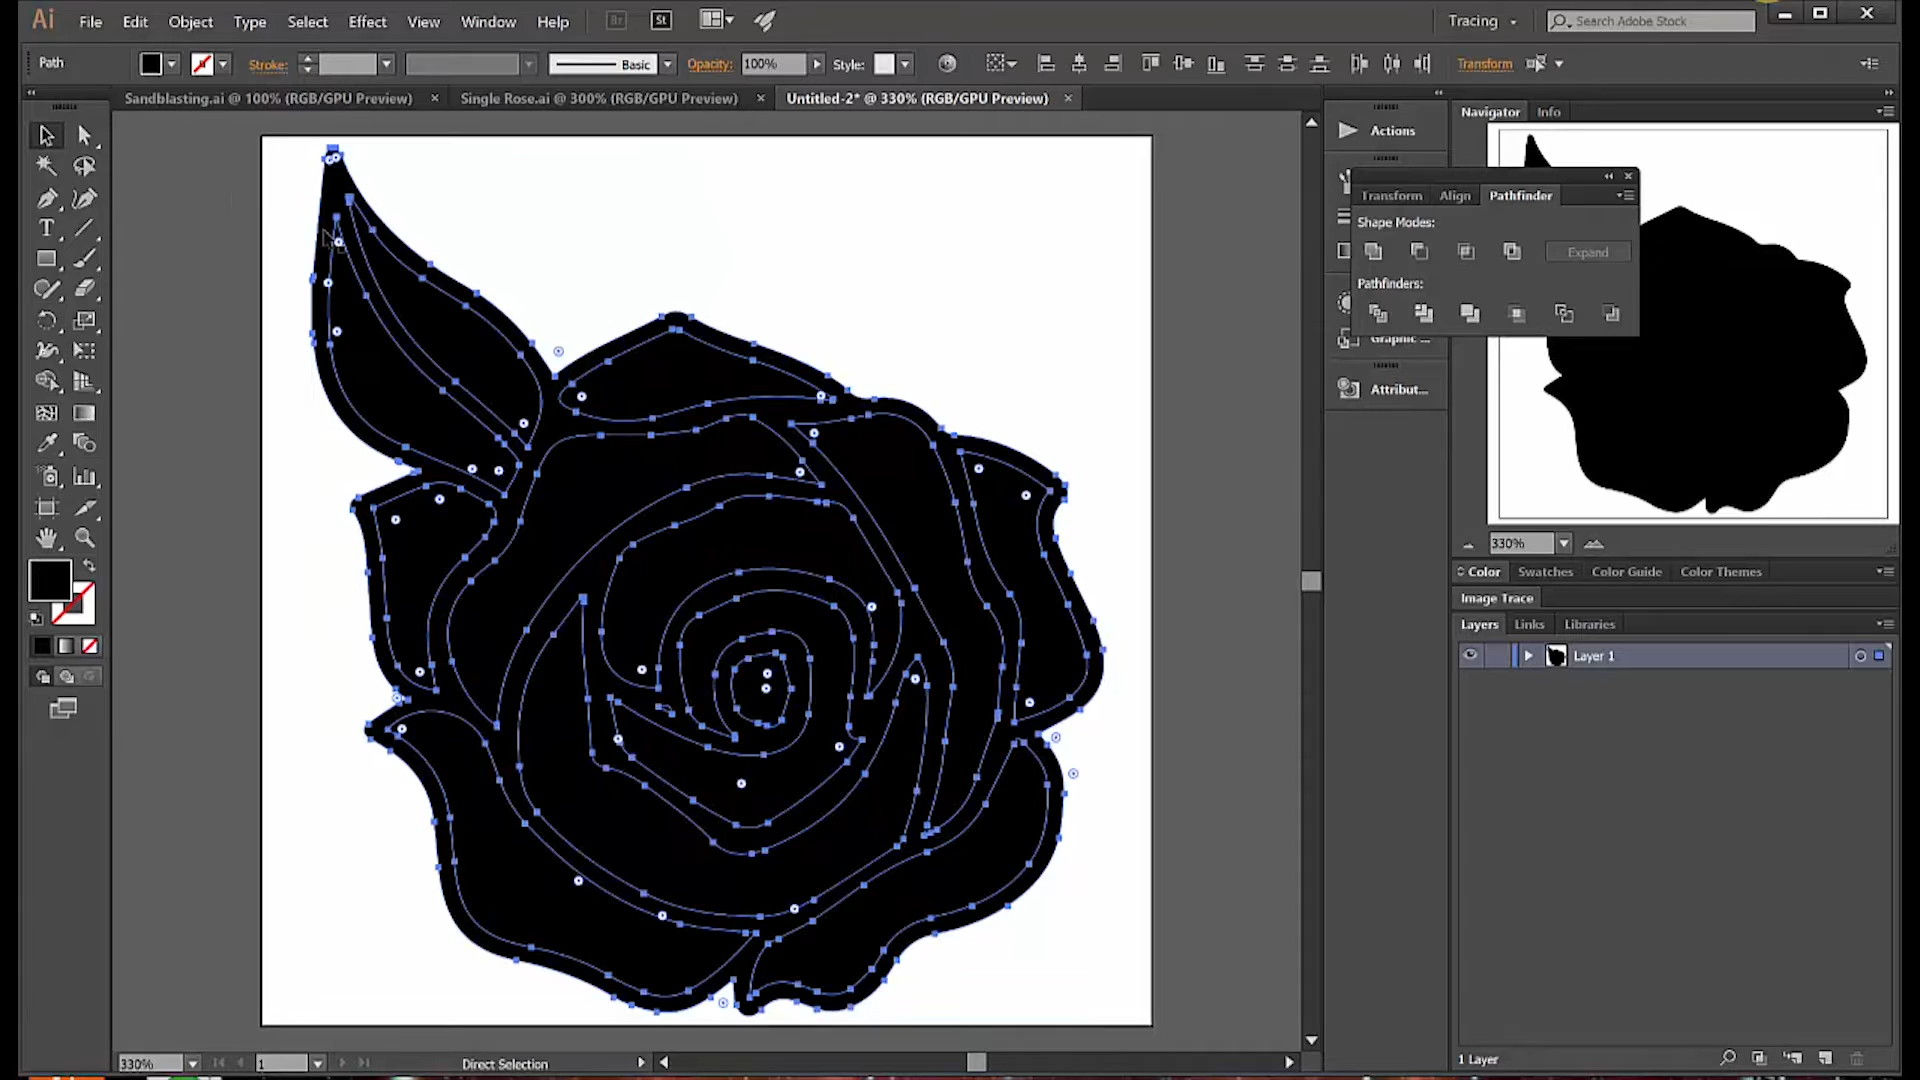 Ai File Edit Object Type Select Effect View Window Help Br St Tracing Search Adobe Stock
Path Stroke: Basic Opacity: 100% Style: Transform
Sandblasting.ai @ 100% (RGB/GPU Preview) × Single Rose.ai @ 300% (RGB/GPU Preview) × Untitled-2* @ 330% (RGB/GPU Preview) ×
Navigator Info
Actions
Transform Align Pathfinder
Shape Modes:
Expand
Pathfinders:
Graphic ...
Attribut...
T
330%
Color Swatches Color Guide Color Themes
Image Trace
Layers Links Libraries
Layer 1
1 Layer
330% 1 Direct Selection